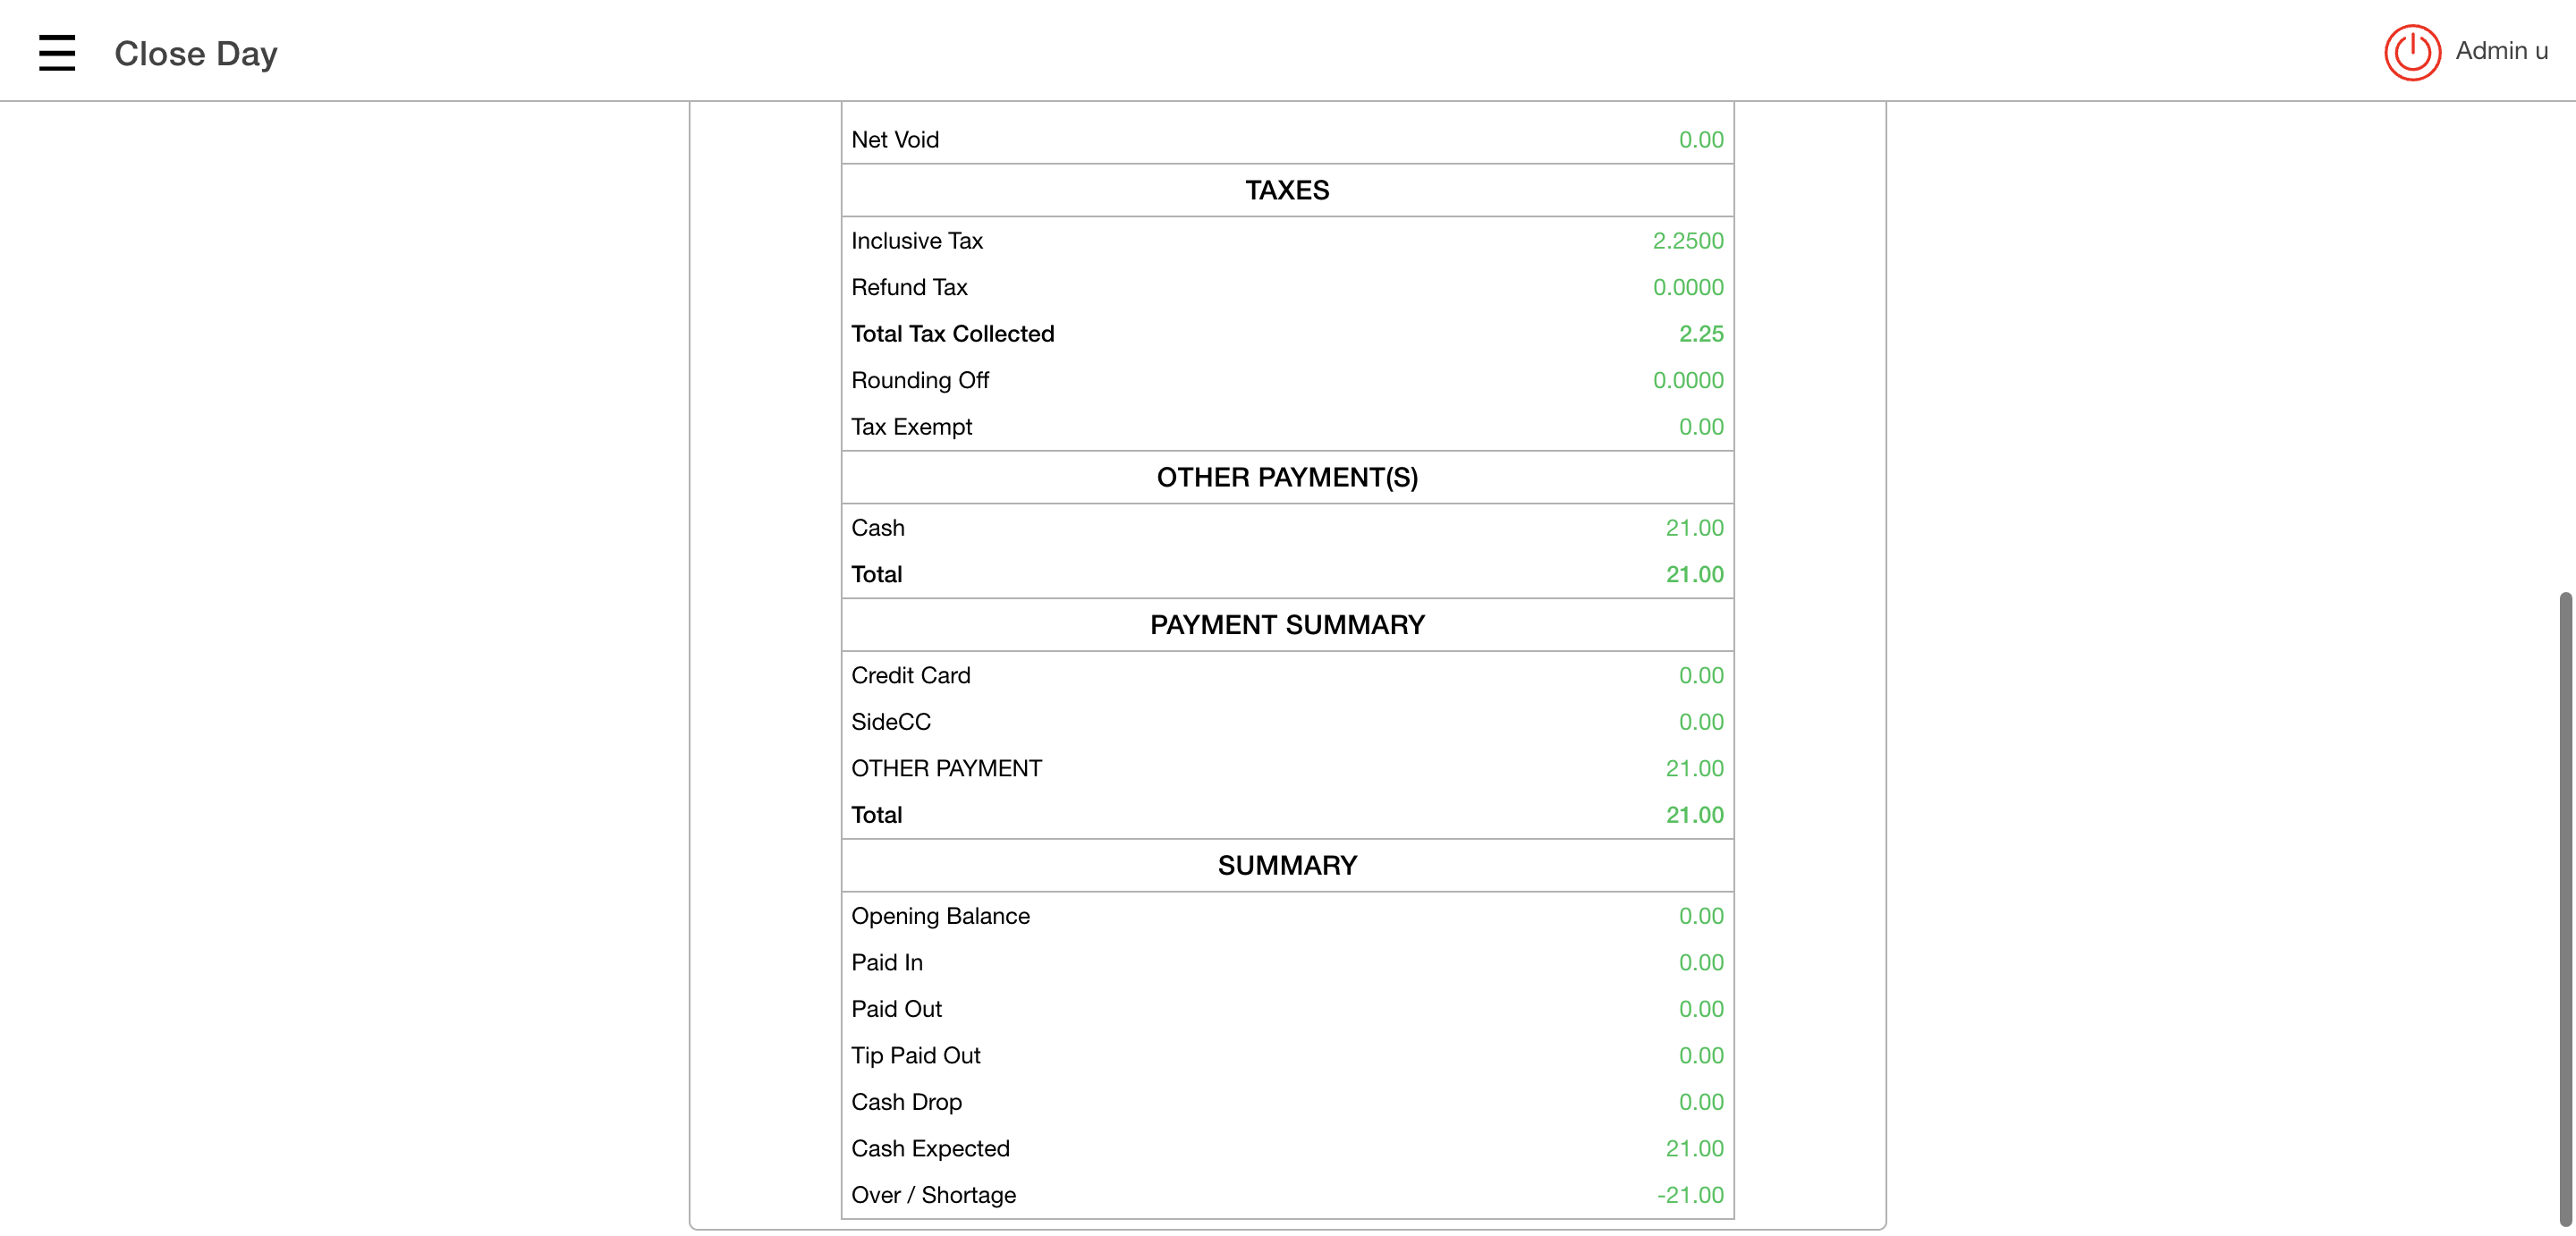 Close Day
Admin u
Net Void 0.00
TAXES
Inclusive Tax 2.2500
Refund Tax 0.0000
Total Tax Collected 2.25
Rounding Off 0.0000
Tax Exempt 0.00
OTHER PAYMENT(S)
Cash 21.00
Total 21.00
PAYMENT SUMMARY
Credit Card 0.00
SideCC 0.00
OTHER PAYMENT 21.00
Total 21.00
SUMMARY
Opening Balance 0.00
Paid In 0.00
Paid Out 0.00
Tip Paid Out 0.00
Cash Drop 0.00
Cash Expected 21.00
Over / Shortage -21.00